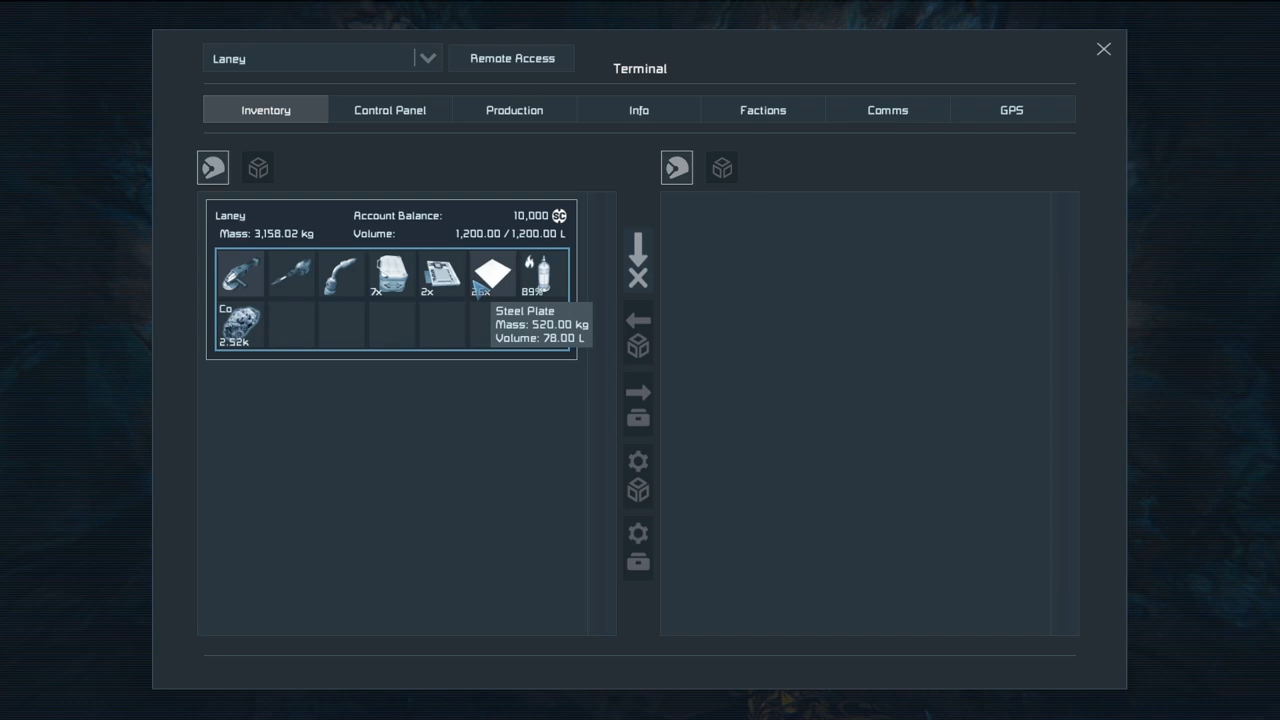 Laney
Remote Access
Terminal
Inventory
Control Panel
Production
Info
Factions
Comms
GPS
Laney
Account Balance:
10,000 SC
Mass: 3,158.02 kg
Volume:
1,200.00 / 1,200.00 L
7x
2x
26x
89%
Steel Plate
Mass: 520.00 kg
Volume: 78.00 L
Co
2.52k